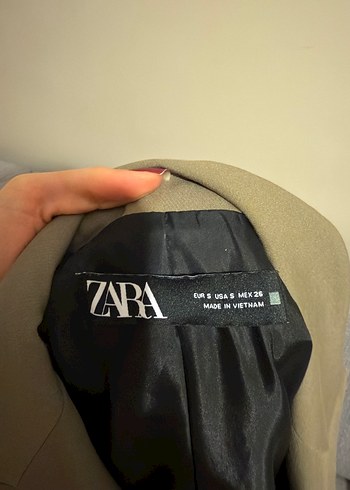 ZARA
EUR S USA S MEX 26
MADE IN VIETNAM